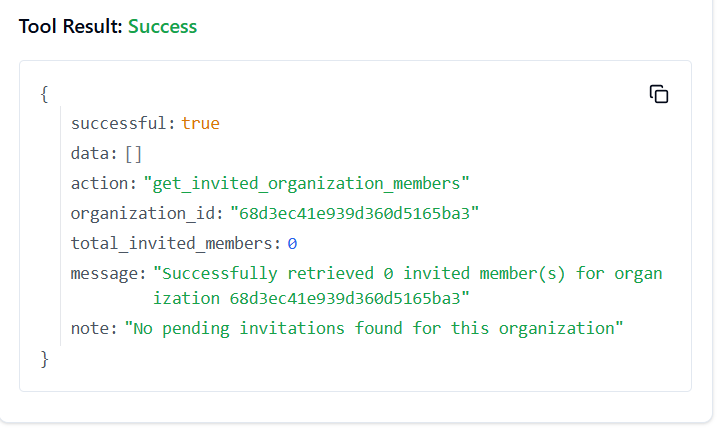 Tool Result: Success
{
successful: true
data: []
action: "get_invited_organization_members"
organization_id: "68d3ec41e939d360d5165ba3"
total_invited_members: 0
message: "Successfully retrieved 0 invited member(s) for organ
ization 68d3ec41e939d360d5165ba3"
note: "No pending invitations found for this organization"
}